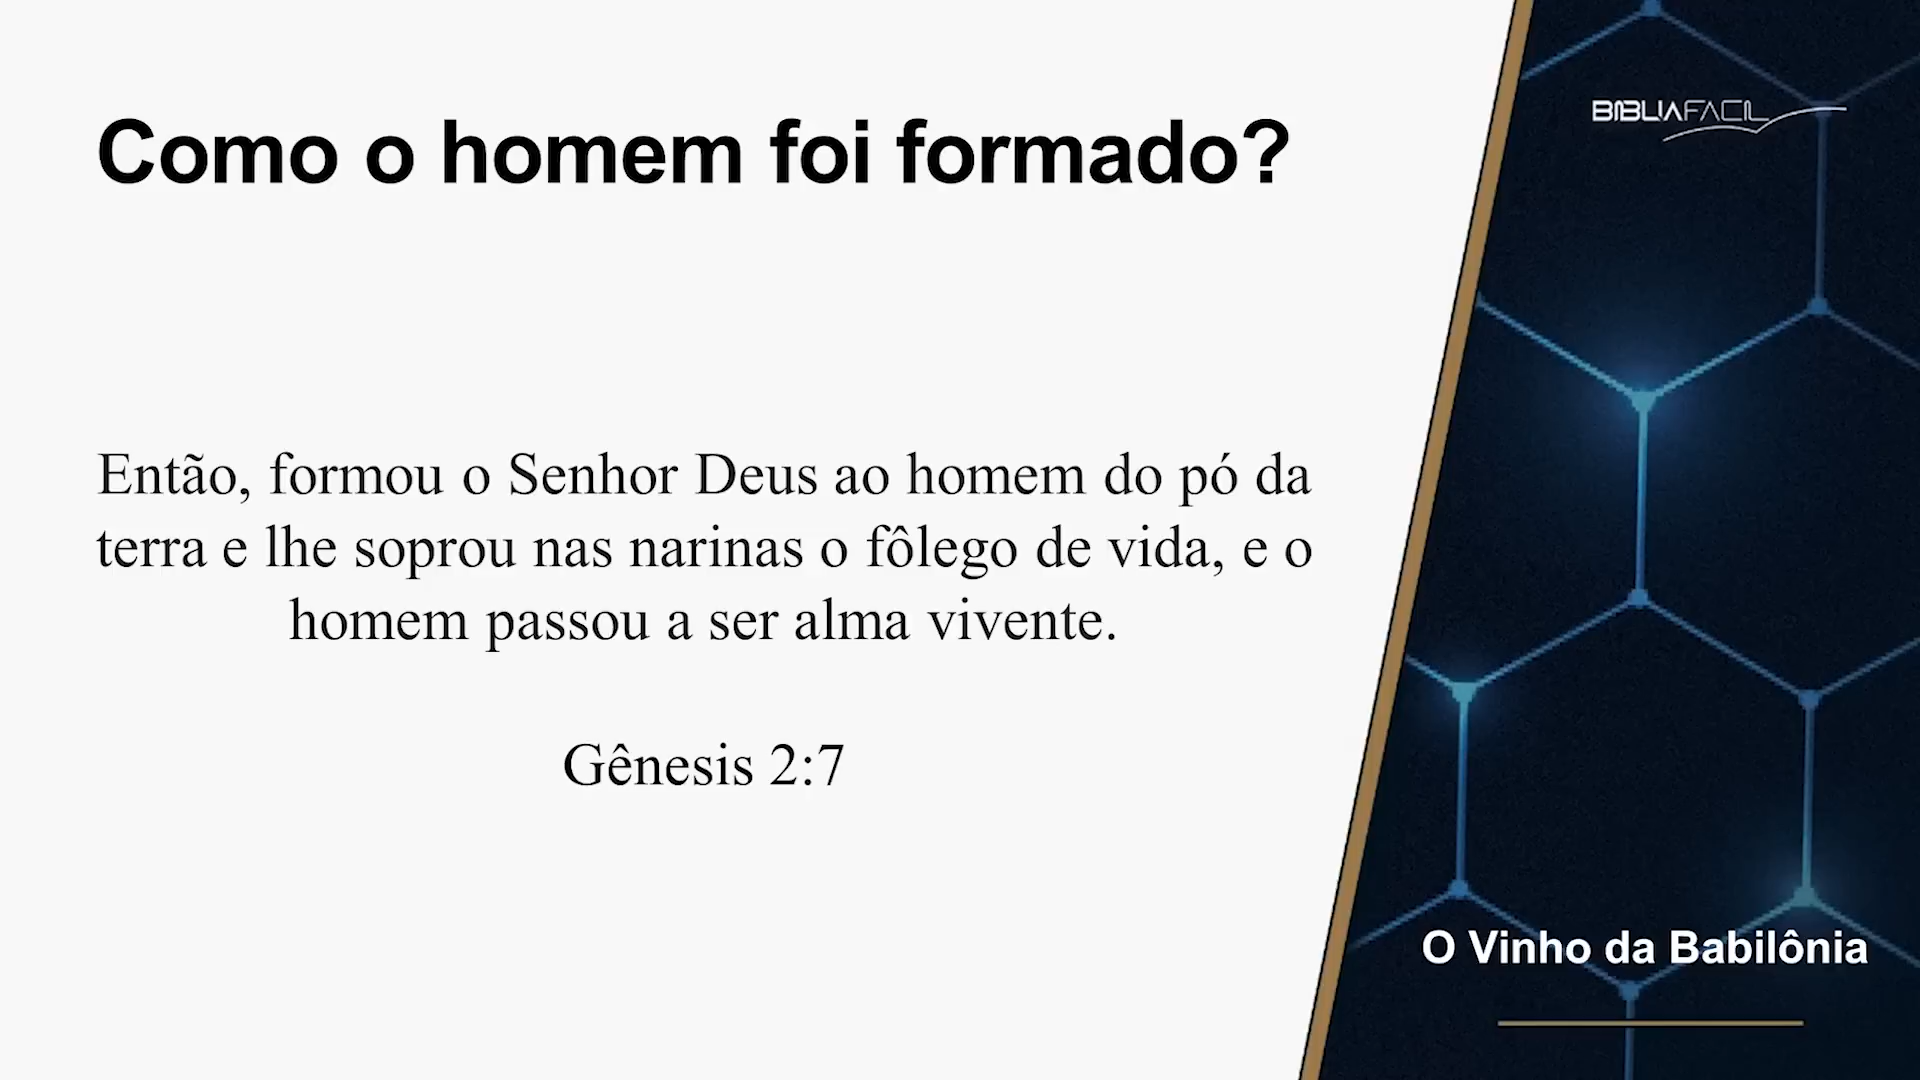 Como o homem foi formado?
Então, formou o Senhor Deus ao homem do pó da
terra e lhe soprou nas narinas o fôlego de vida, e o
homem passou a ser alma vivente.
Gênesis 2:7
BIBLIAFACIL
O Vinho da Babilônia